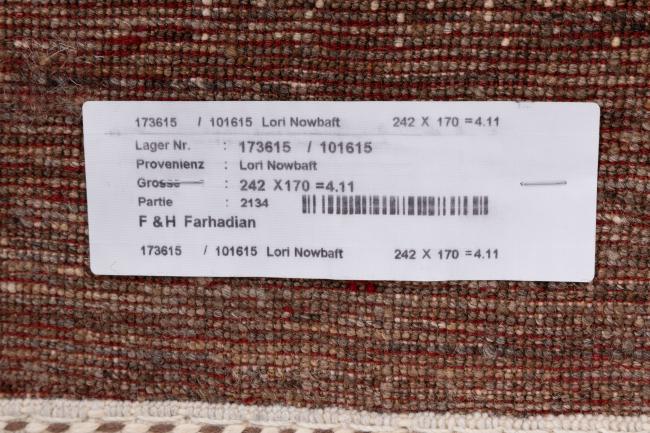 173615 / 101615 Lori Nowbaft 242 X 170 =4.11
Lager Nr. : 173615 / 101615
Provenienz : Lori Nowbaft
Grosse : 242 X170 =4.11
Partie : 2134
F & H Farhadian
173615 / 101615 Lori Nowbaft 242 X 170 =4.11